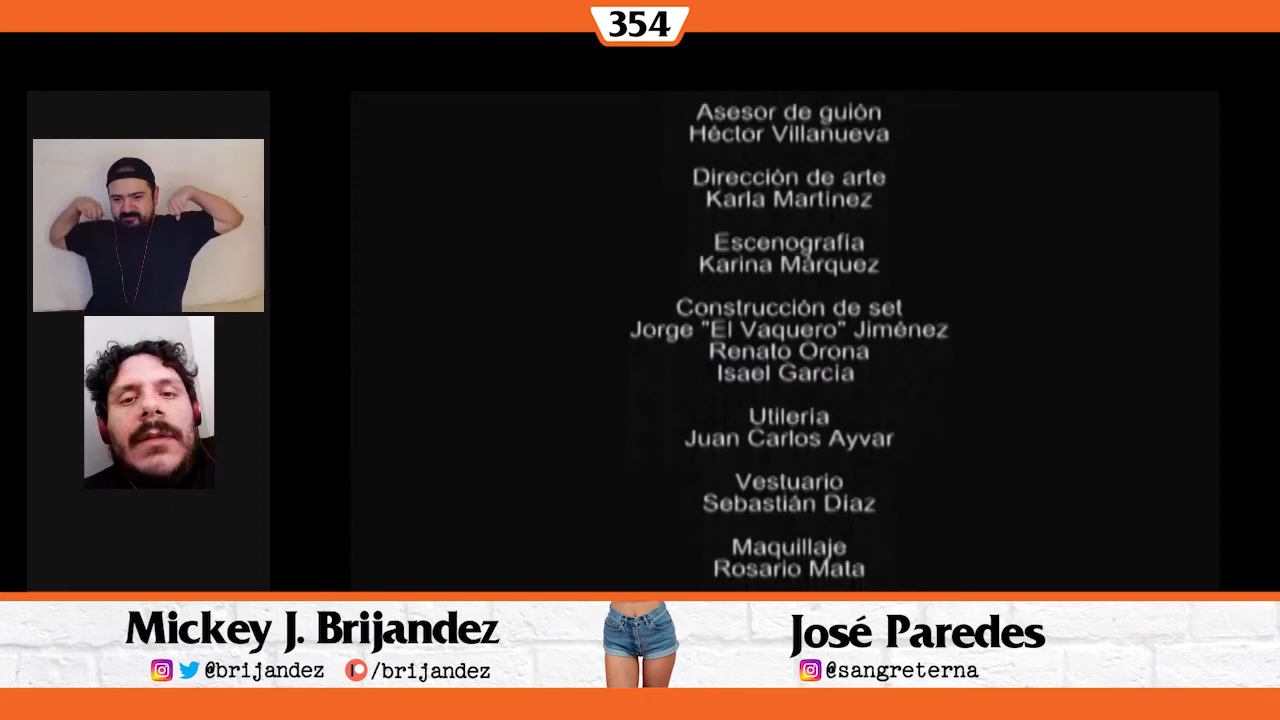 354
Asesor de guión
Héctor Villanueva
Dirección de arte
Karla Martínez
Escenografía
Karina Márquez
Construcción de set
Jorge "El Vaquero" Jiménez
Renato Orona
Isael García
Utilería
Juan Carlos Ayvar
Vestuario
Sebastián Díaz
Maquillaje
Rosario Mata
Mickey J. Brijandez
@brijandez /brijandez
José Paredes
@sangreterna